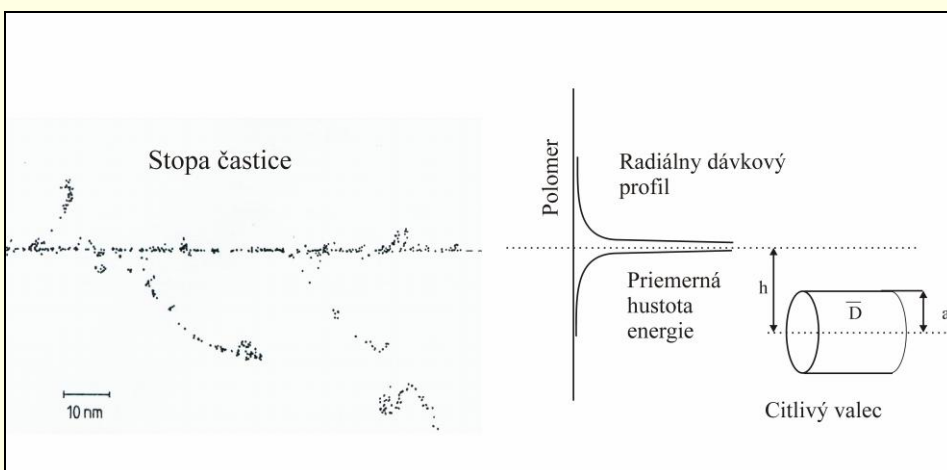 Stopa častice
10 nm
Polomer
Radiálny dávkový
profil
Priemerná
hustota
energie
h
D
a
Citlivý valec